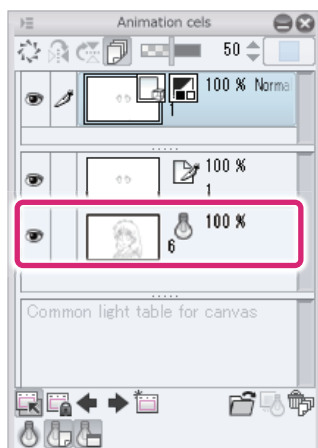 Animation cels
50
100 % Norma
1
100 %
1
100 %
6
Common light table for canvas